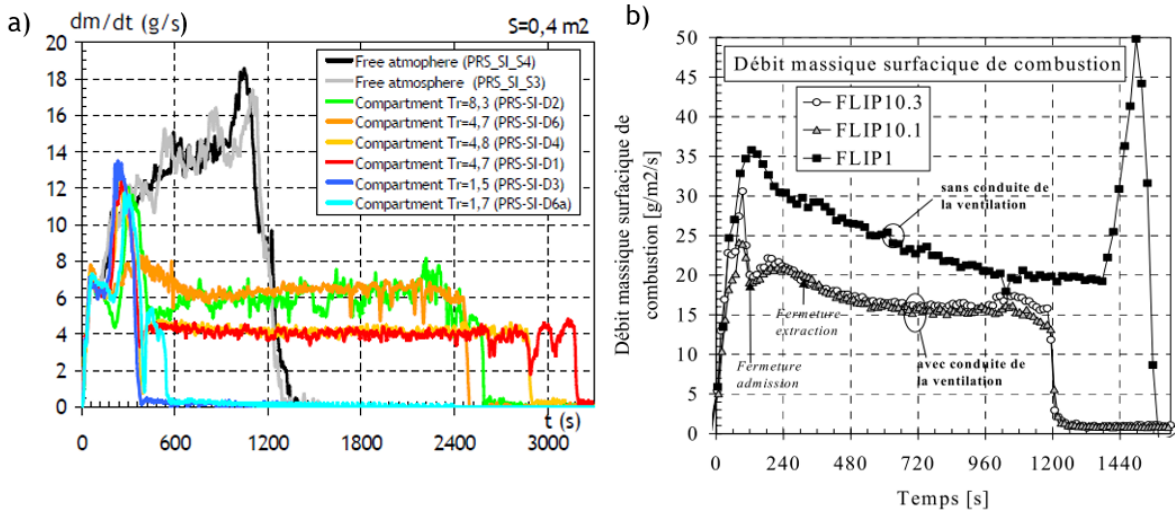 a)
dm/dt (g/s)
S=0,4 m2
20
18
16
14
12
10
8
6
4
2
0
Free atmophere (PRS_SI_S4)
Free atmosphere (PRS_SI_S3)
Compartment Tr=8,3 (PRS-SI-D2)
Compartment Tr=4,7 (PRS-SI-D6)
Compartment Tr=4,8 (PRS-SI-D4)
Compartment Tr=4,7 (PRS-SI-D1)
Compartment Tr=1,5 (PRS-SI-D3)
Compartment Tr=1,7 (PRS-SI-D6a)
t (s)
0 600 1200 1800 2400 3000
b)
Débit massique surfacique de
combustion [g/m2/s]
50
45
40
35
30
25
20
15
10
5
0
Débit massique surfacique de combustion
FLIP10.3
FLIP10.1
FLIP1
sans conduite de
la ventilation
Fermeture
extraction
Fermeture
admission
avec conduite de
la ventilation
0 240 480 720 960 1200 1440
Temps [s]